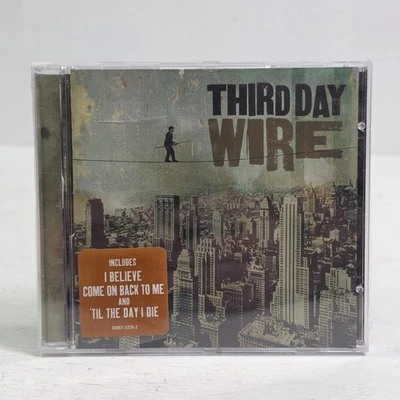 THIRD DAY
WIRE
INCLUDES
I BELIEVE
COME ON BACK TO ME
AND
'TIL THE DAY I DIE